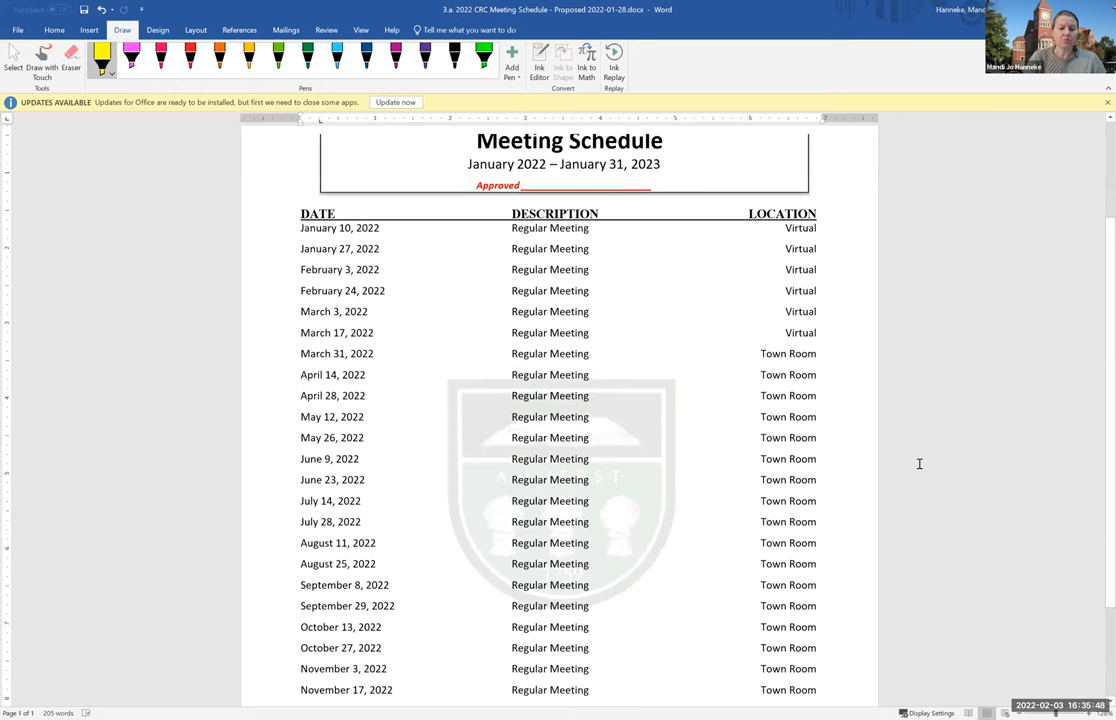 AutoSave Off
3.a. 2022 CRC Meeting Schedule - Proposed 2022-01-28.docx - Word
Hanneke, Mandi
File Home Insert Draw Design Layout References Mailings Review View Help Tell me what you want to do
Mandi Jo Hanneke
Select Draw with Touch Eraser
Add Pen
Ink Editor
Ink to Shape
Ink to Math
Ink Replay
Tools Pens Convert Replay
UPDATES AVAILABLE Updates for Office are ready to be installed, but first we need to close some apps. Update now
Meeting Schedule
January 2022 – January 31, 2023
Approved
DATE DESCRIPTION LOCATION
January 10, 2022 Regular Meeting Virtual
January 27, 2022 Regular Meeting Virtual
February 3, 2022 Regular Meeting Virtual
February 24, 2022 Regular Meeting Virtual
March 3, 2022 Regular Meeting Virtual
March 17, 2022 Regular Meeting Virtual
March 31, 2022 Regular Meeting Town Room
April 14, 2022 Regular Meeting Town Room
April 28, 2022 Regular Meeting Town Room
May 12, 2022 Regular Meeting Town Room
May 26, 2022 Regular Meeting Town Room
June 9, 2022 Regular Meeting Town Room
AMHERST
June 23, 2022 Regular Meeting Town Room
July 14, 2022 Regular Meeting Town Room
July 28, 2022 Regular Meeting Town Room
August 11, 2022 Regular Meeting Town Room
August 25, 2022 Regular Meeting Town Room
September 8, 2022 Regular Meeting Town Room
September 29, 2022 Regular Meeting Town Room
October 13, 2022 Regular Meeting Town Room
October 27, 2022 Regular Meeting Town Room
November 3, 2022 Regular Meeting Town Room
November 17, 2022 Regular Meeting Town Room
2022-02-03 16:35:48
Page 1 of 1 205 words Display Settings